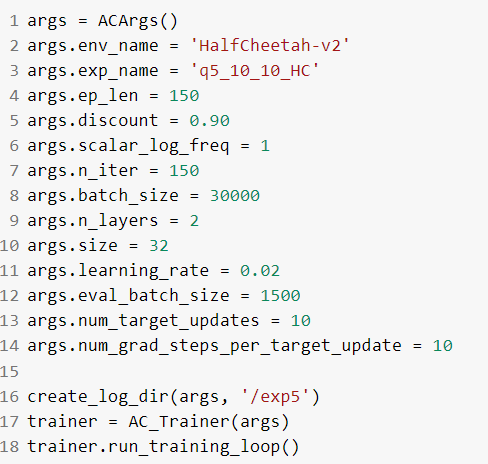 1 args = ACArgs()
2 args.env_name = 'HalfCheetah-v2'
3 args.exp_name = 'q5_10_10_HC'
4 args.ep_len = 150
5 args.discount = 0.90
6 args.scalar_log_freq = 1
7 args.n_iter = 150
8 args.batch_size = 30000
9 args.n_layers = 2
10 args.size = 32
11 args.learning_rate = 0.02
12 args.eval_batch_size = 1500
13 args.num_target_updates = 10
14 args.num_grad_steps_per_target_update = 10
15
16 create_log_dir(args, '/exp5')
17 trainer = AC_Trainer(args)
18 trainer.run_training_loop()